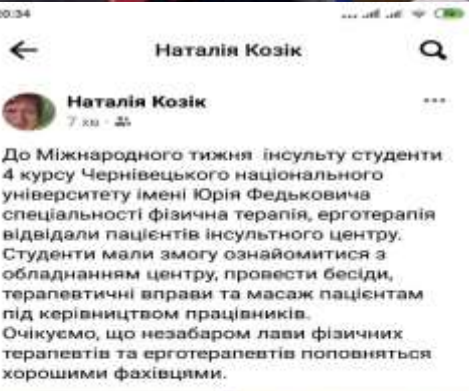 0:34
Наталія Козік
Наталія Козік
7 хв
До Міжнародного тижня інсульту студенти
4 курсу Чернівецького національного
університету імені Юрія Федьковича
спеціальності фізична терапія, ерготерапія
відвідали пацієнтів інсультного центру.
Студенти мали змогу ознайомитися з
обладнанням центру, провести бесіди,
терапевтичні вправи та масаж пацієнтам
під керівництвом працівників.
Очікуємо, що незабаром лави фізичних
терапевтів та ерготерапевтів поповняться
хорошими фахівцями.